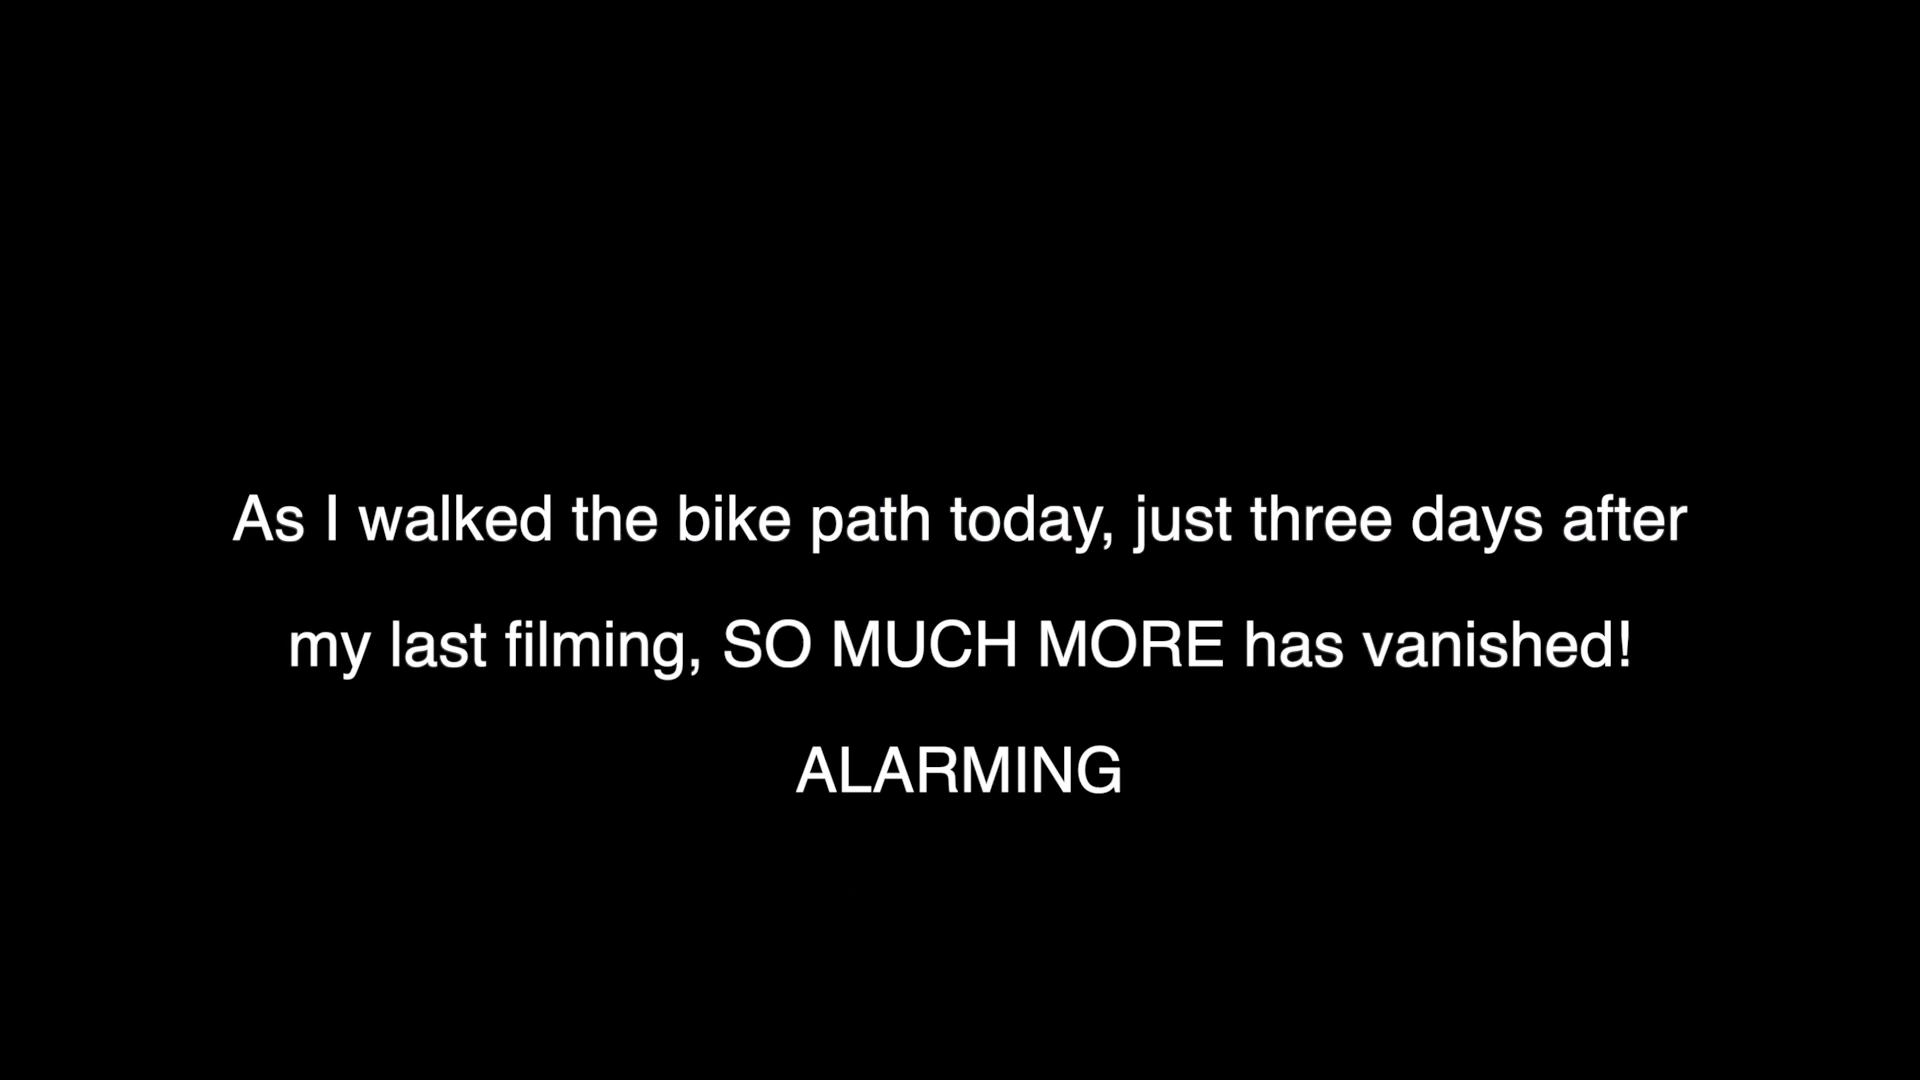 As I walked the bike path today, just three days after
my last filming, SO MUCH MORE has vanished!
ALARMING